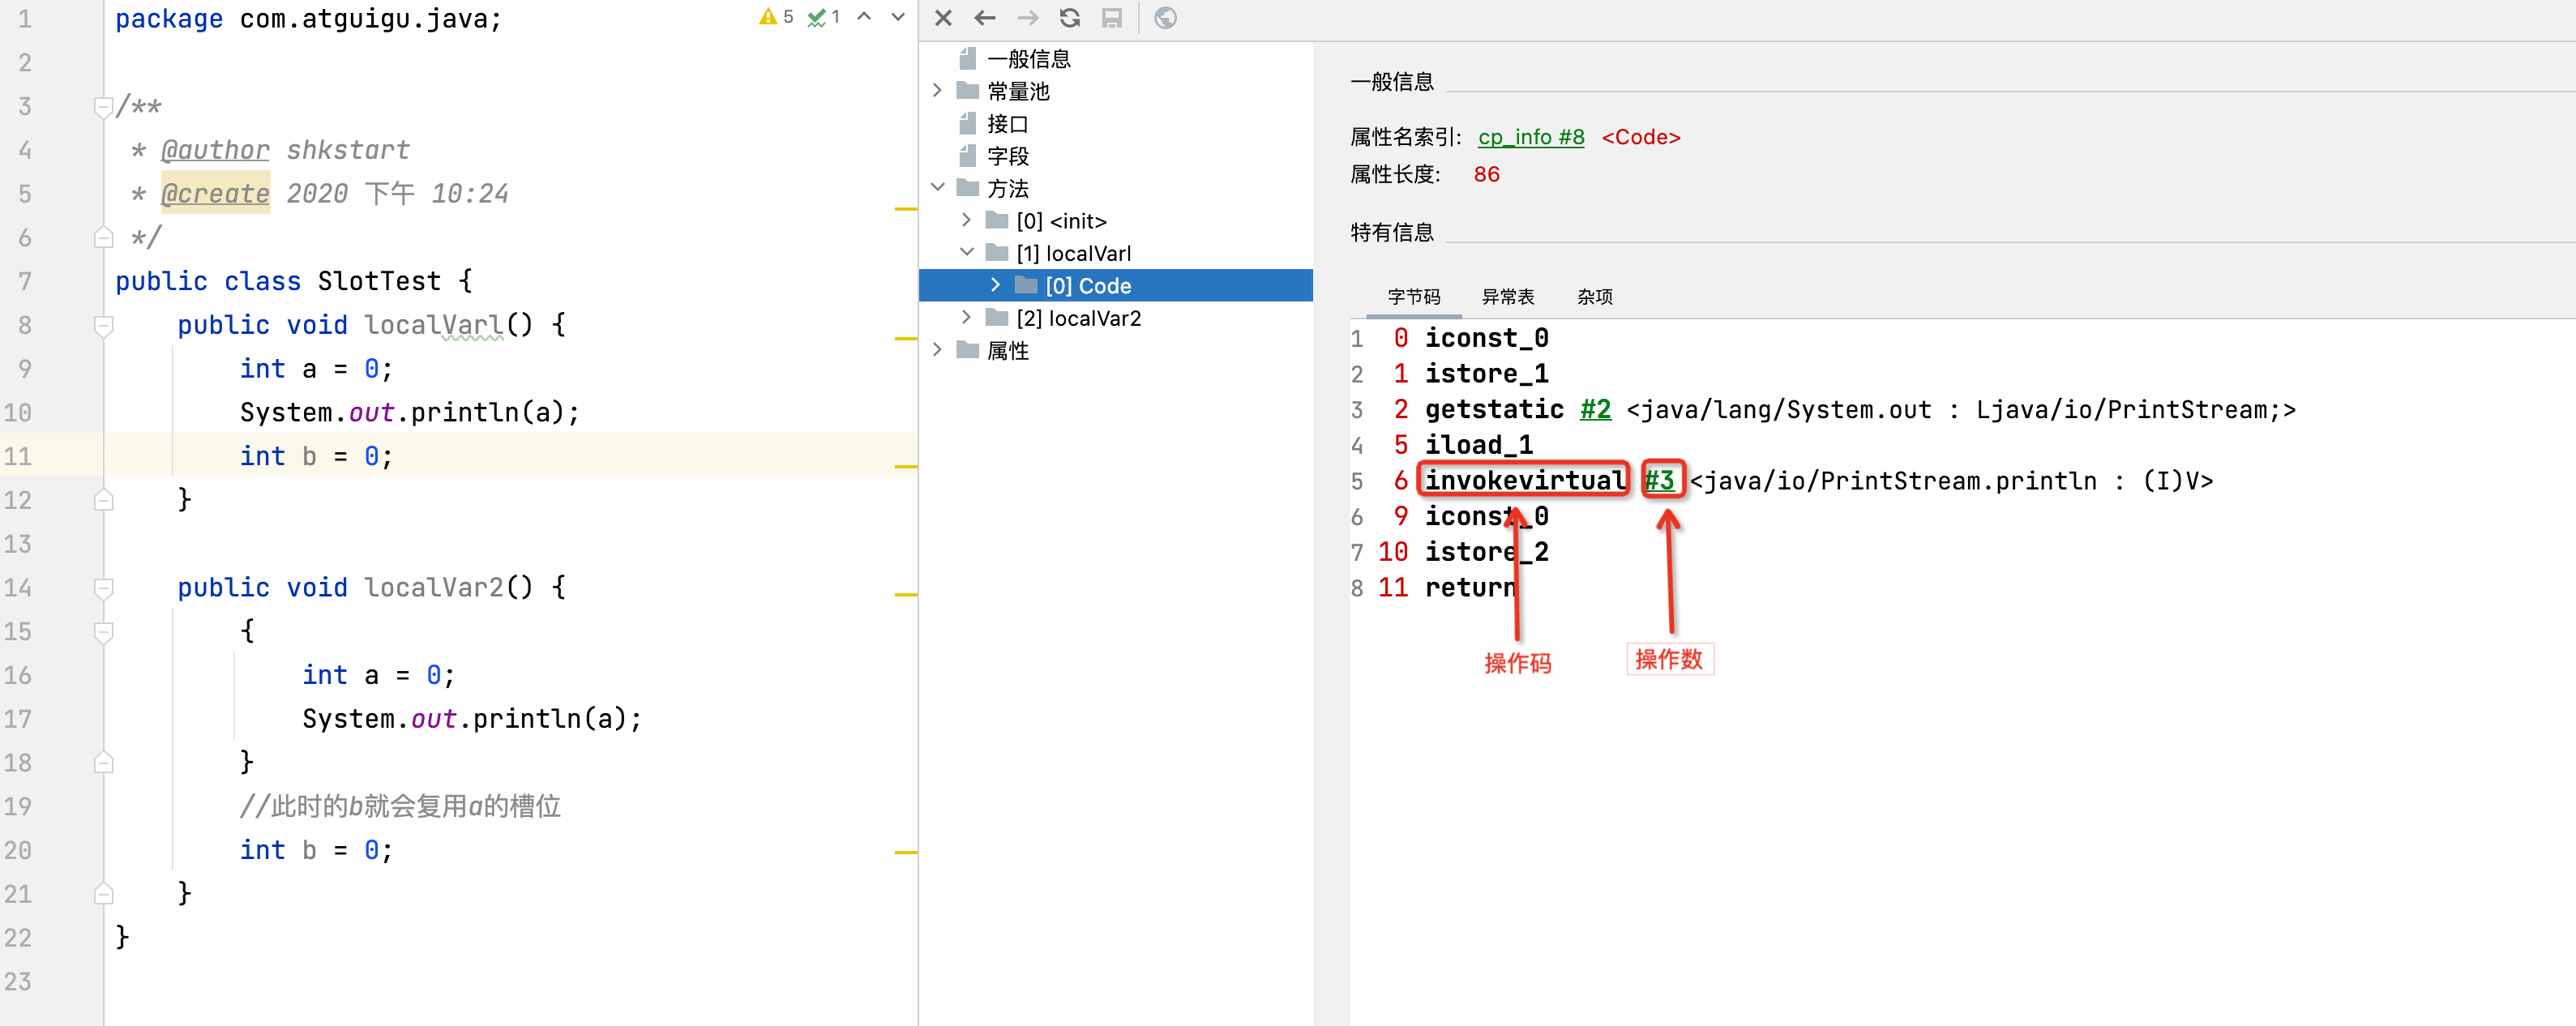 1 package com.atguigu.java;
5 1
2
3 /**
4 * @author shkstart
5 * @create 2020 下午 10:24
6 */
7 public class SlotTest {
8 public void localVarl() {
9 int a = 0;
10 System.out.println(a);
11 int b = 0;
12 }
13
14 public void localVar2() {
15 {
16 int a = 0;
17 System.out.println(a);
18 }
19 //此时的b就会复用a的槽位
20 int b = 0;
21 }
22 }
23
一般信息
常量池
接口
字段
方法
[0] <init>
[1] localVarl
[0] Code
[2] localVar2
属性
一般信息
属性名索引: cp_info #8 <Code>
属性长度: 86
特有信息
字节码 异常表 杂项
1 0 iconst_0
2 1 istore_1
3 2 getstatic #2 <java/lang/System.out : Ljava/io/PrintStream;>
4 5 iload_1
5 6 invokevirtual #3 <java/io/PrintStream.println : (I)V>
6 9 iconst_0
7 10 istore_2
8 11 return
操作码 操作数